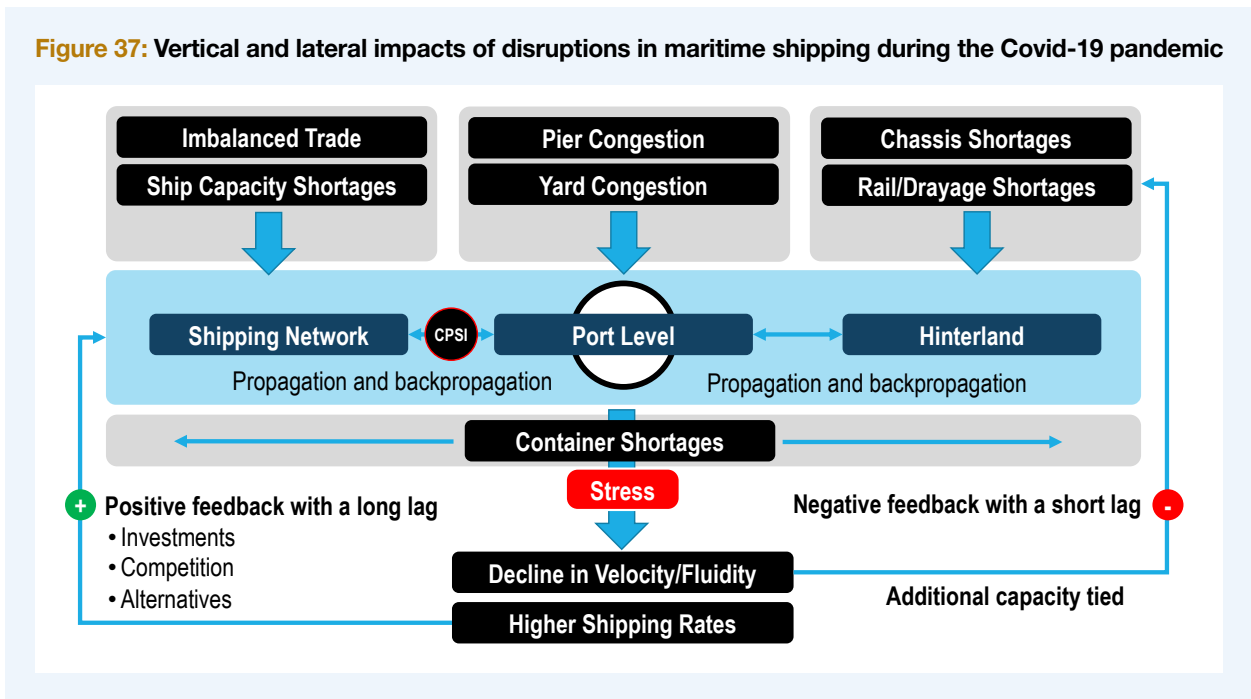 Figure 37: Vertical and lateral impacts of disruptions in maritime shipping during the Covid-19 pandemic
Imbalanced Trade
Ship Capacity Shortages
Pier Congestion
Yard Congestion
Chassis Shortages
Rail/Drayage Shortages
Shipping Network
CPSI
Port Level
Hinterland
Propagation and backpropagation
Propagation and backpropagation
Container Shortages
Stress
+
Positive feedback with a long lag
• Investments
• Competition
• Alternatives
Negative feedback with a short lag
-
Decline in Velocity/Fluidity
Higher Shipping Rates
Additional capacity tied